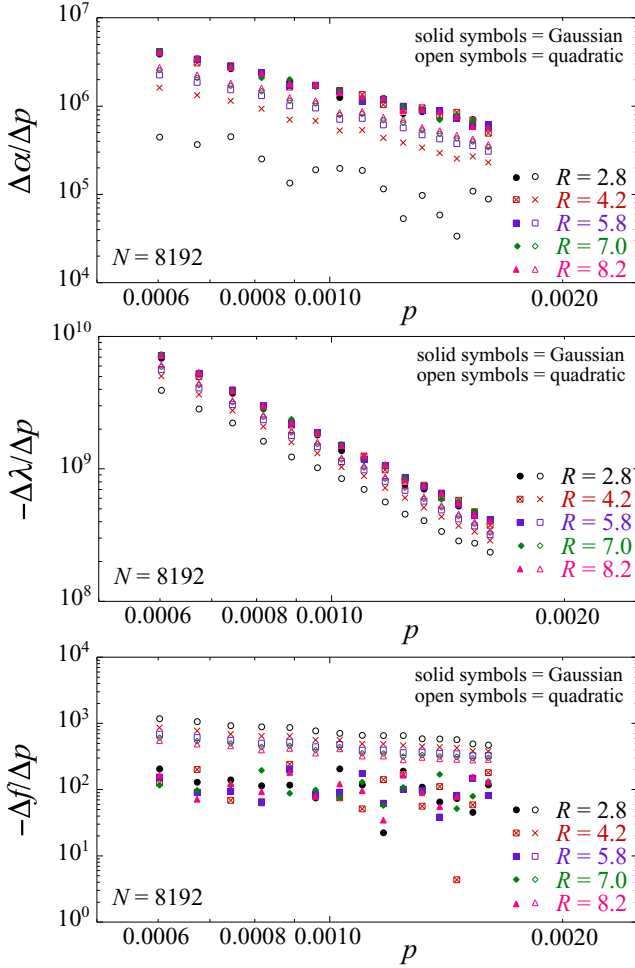 solid symbols = Gaussian
open symbols = quadratic
10^7
10^6
10^5
10^4
Δα/Δp
R = 2.8
R = 4.2
R = 5.8
R = 7.0
R = 8.2
N = 8192
0.0006 0.0008 0.0010 0.0020
p
solid symbols = Gaussian
open symbols = quadratic
10^10
10^9
10^8
−Δλ/Δp
R = 2.8
R = 4.2
R = 5.8
R = 7.0
R = 8.2
N = 8192
0.0006 0.0008 0.0010 0.0020
p
solid symbols = Gaussian
open symbols = quadratic
10^4
10^3
10^2
10^1
10^0
−Δf/Δp
R = 2.8
R = 4.2
R = 5.8
R = 7.0
R = 8.2
N = 8192
0.0006 0.0008 0.0010 0.0020
p